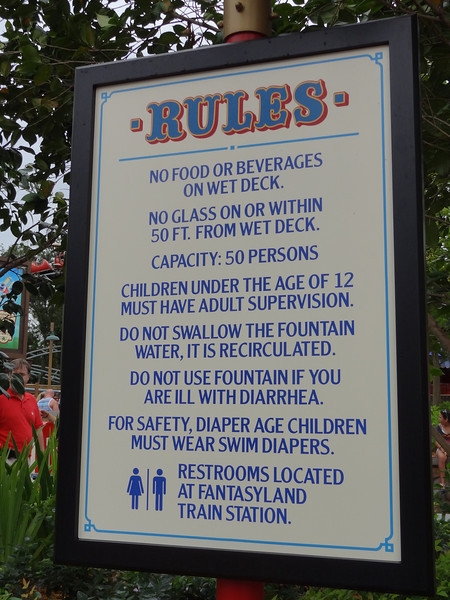 RULES
NO FOOD OR BEVERAGES
ON WET DECK.
NO GLASS ON OR WITHIN
50 FT. FROM WET DECK.
CAPACITY: 50 PERSONS
CHILDREN UNDER THE AGE OF 12
MUST HAVE ADULT SUPERVISION.
DO NOT SWALLOW THE FOUNTAIN
WATER, IT IS RECIRCULATED.
DO NOT USE FOUNTAIN IF YOU
ARE ILL WITH DIARRHEA.
FOR SAFETY, DIAPER AGE CHILDREN
MUST WEAR SWIM DIAPERS.
RESTROOMS LOCATED
AT FANTASYLAND
TRAIN STATION.